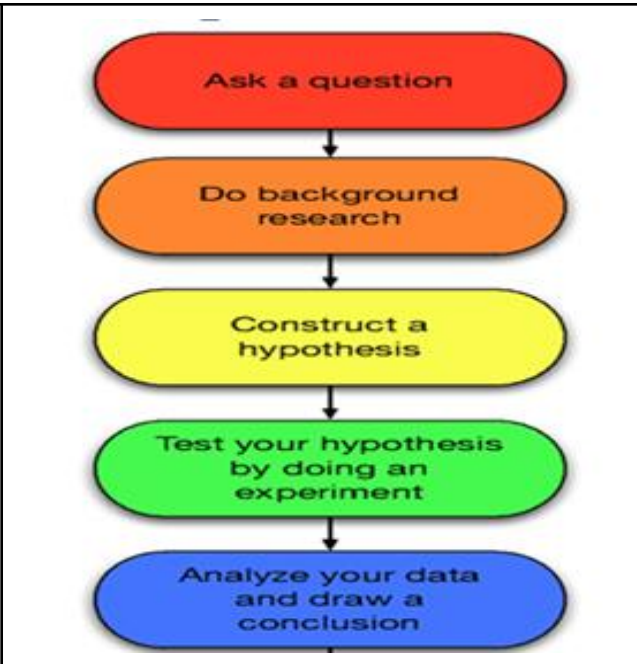 Ask a question
Do background
research
Construct a
hypothesis
Test your hypothesis
by doing an
experiment
Analyze your data
and draw a
conclusion